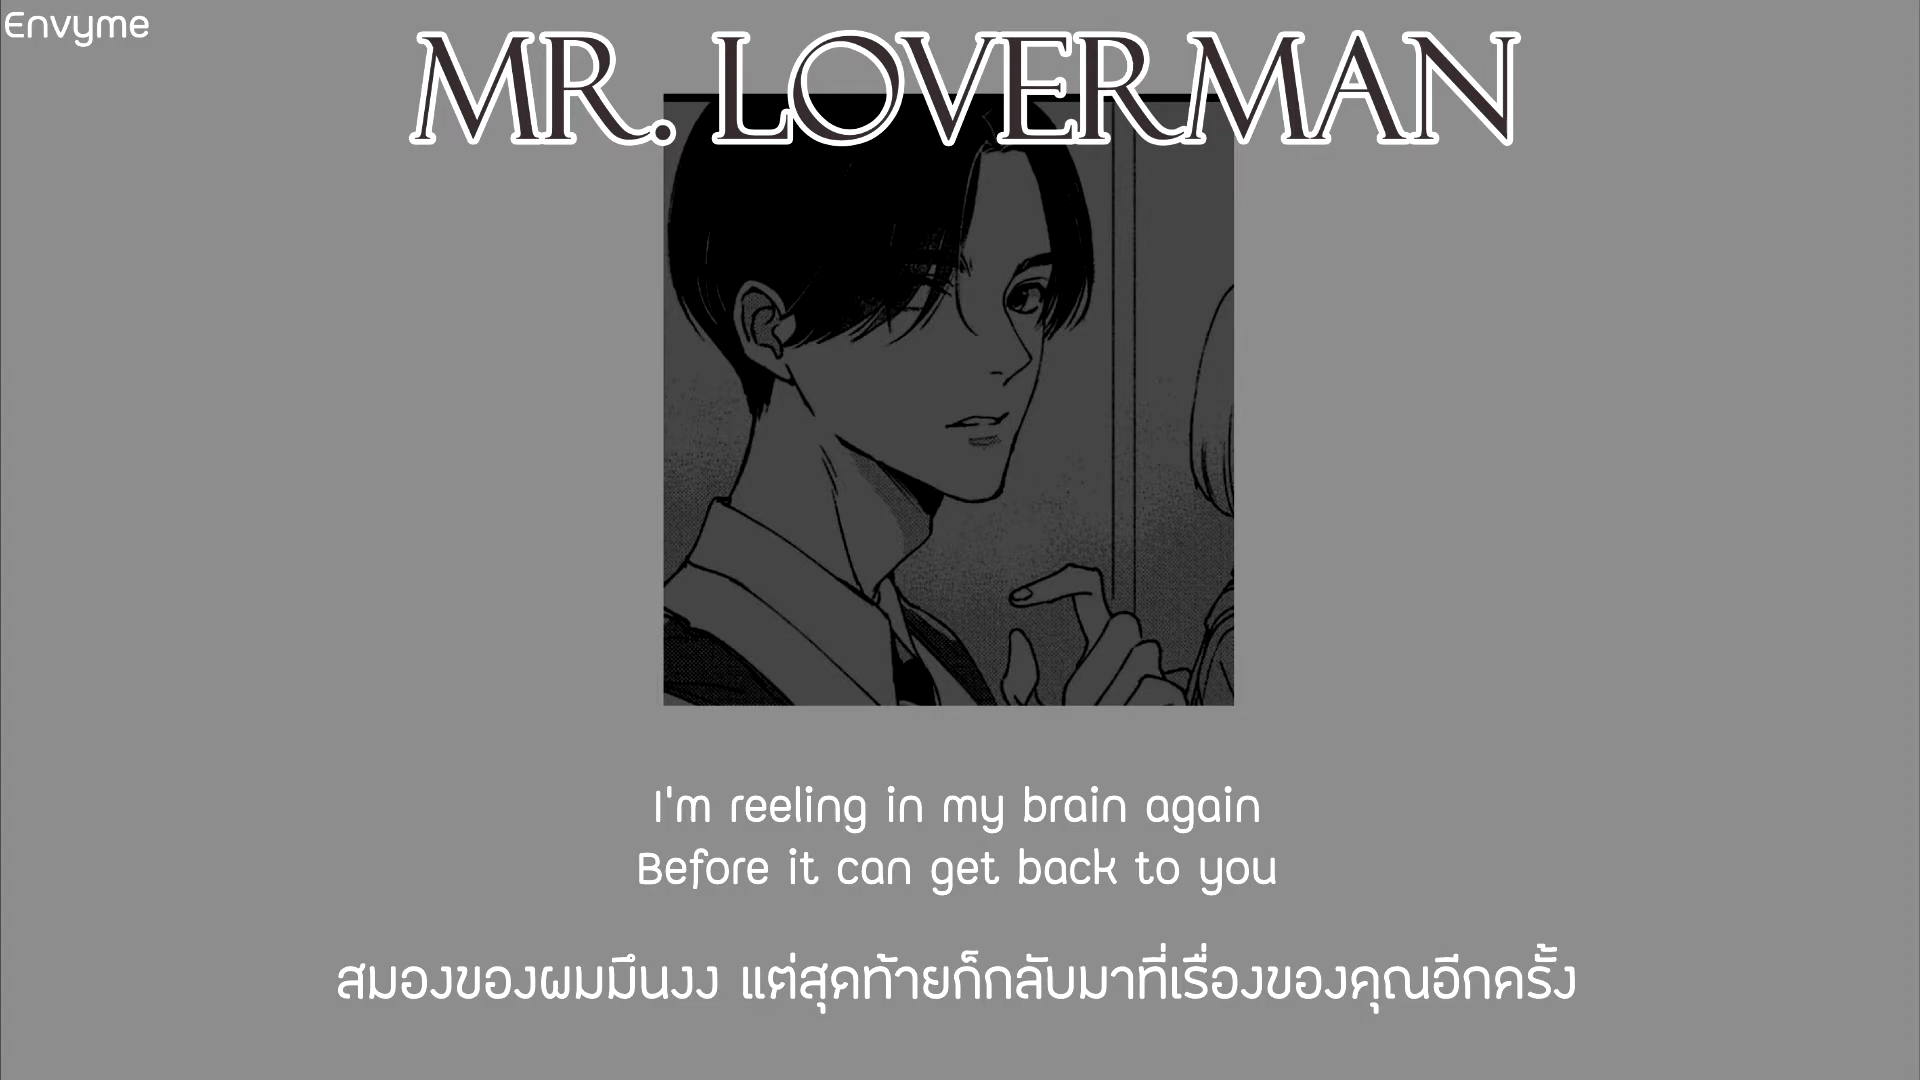 Envyme
MR. LOVERMAN
I'm reeling in my brain again
Before it can get back to you
สมองของผมมึนงง แต่สุดท้ายก็กลับมาที่เรื่องของคุณอีกครั้ง